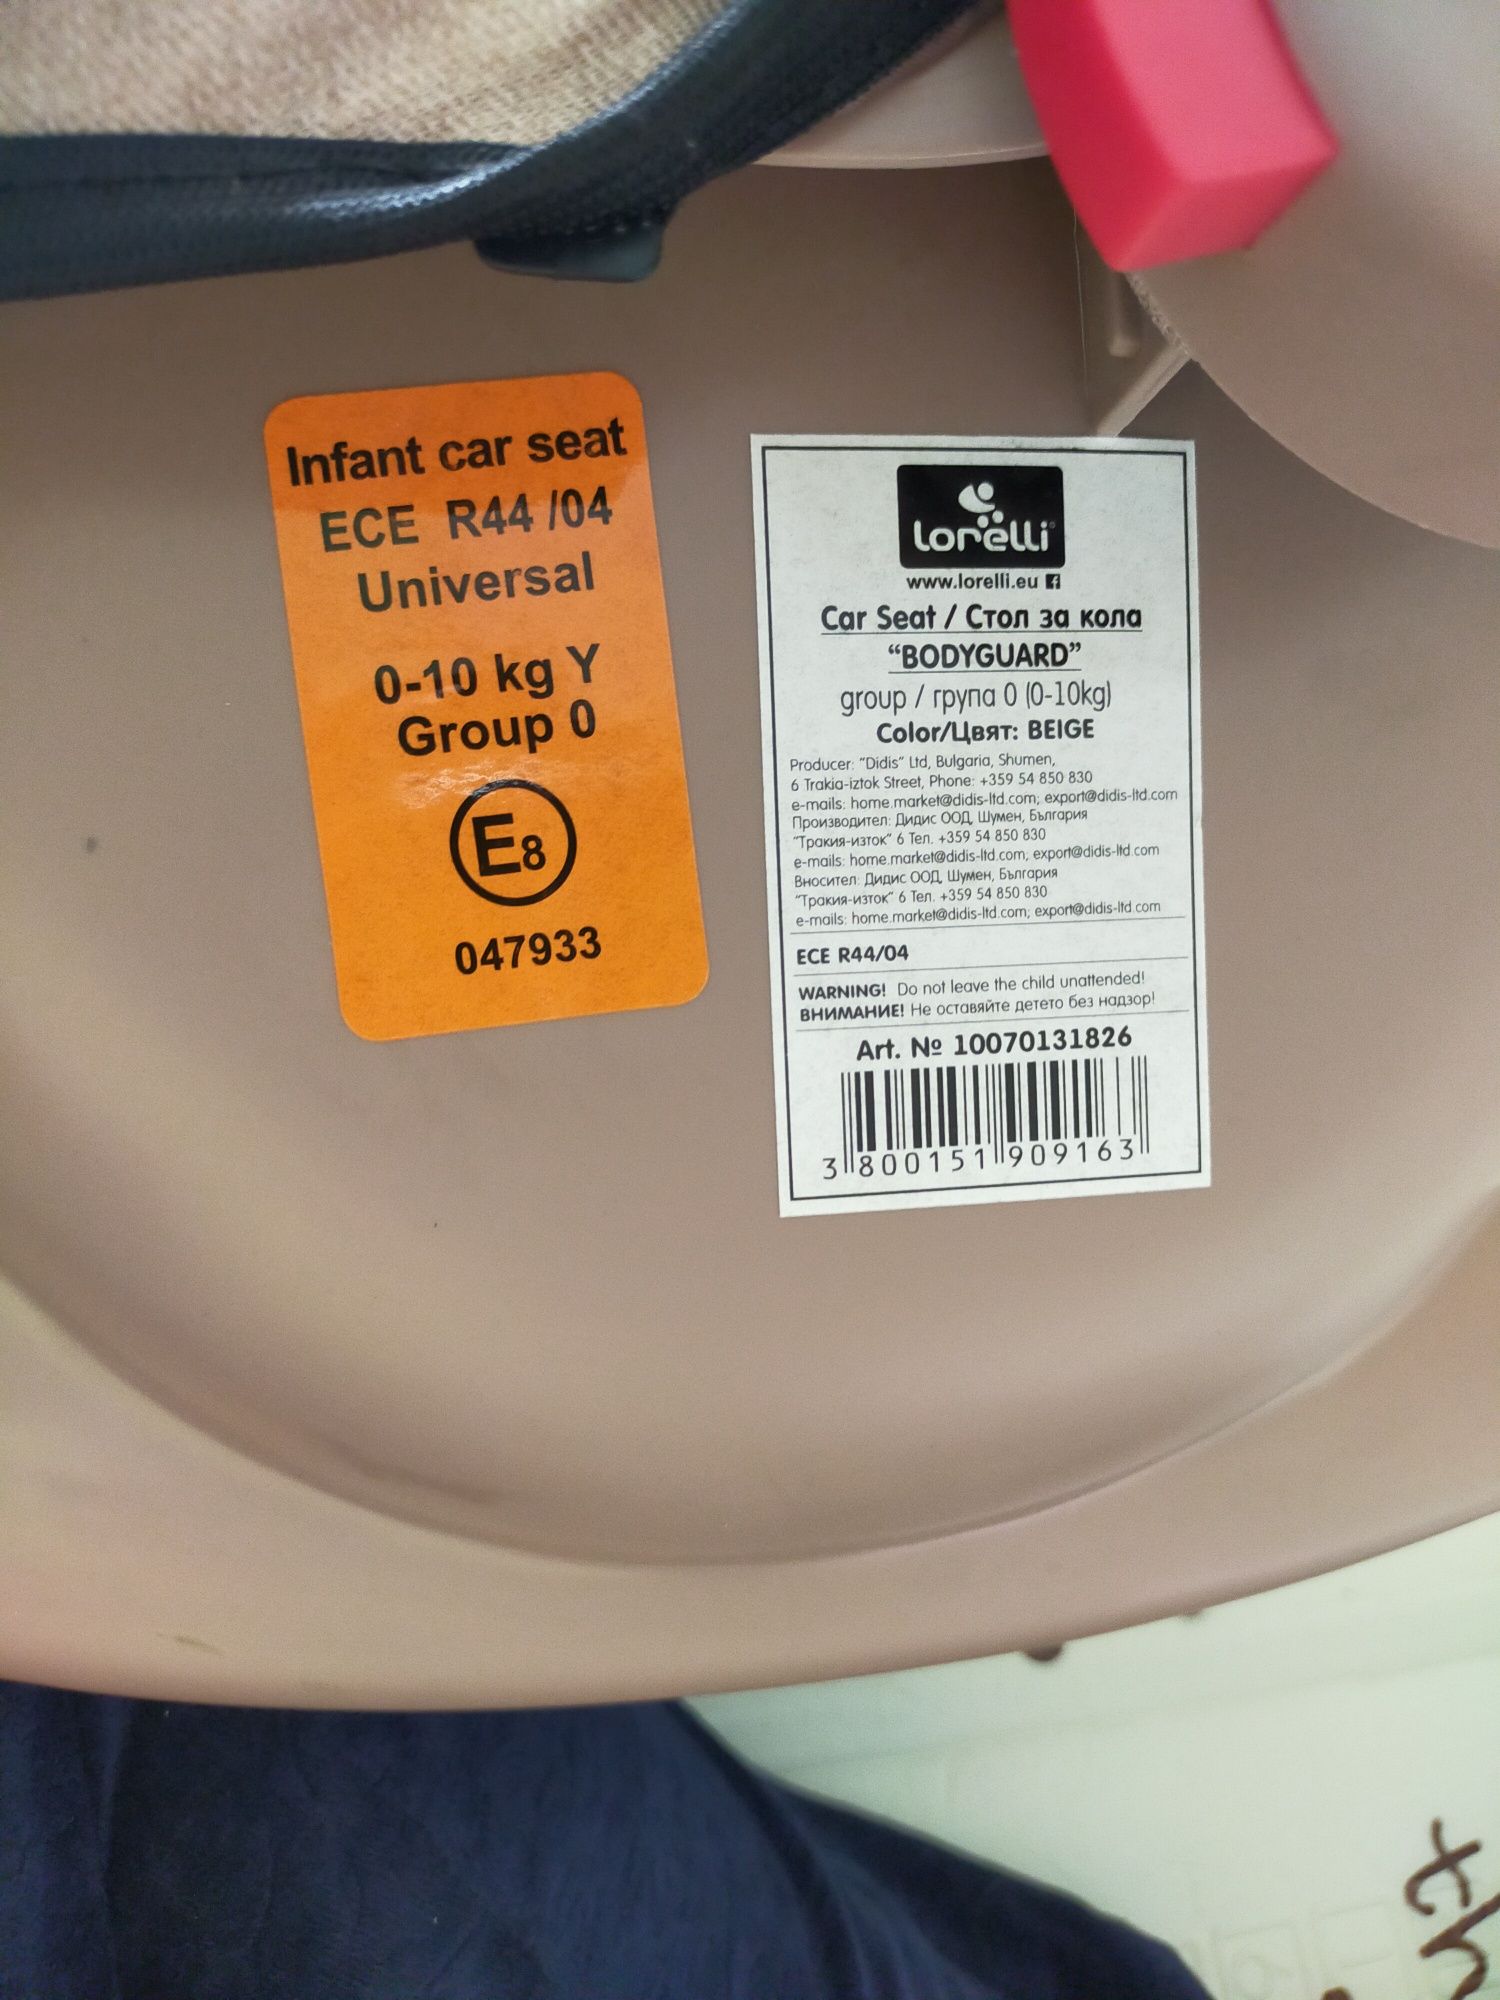 Infant car seat
ECE R44 /04
Universal
0-10 kg Y
Group 0
E8
047933
lorelli
www.lorelli.eu
Car Seat / Стол за кола
“BODYGUARD”
group / група 0 (0-10kg)
Color/Цвят: BEIGE
Producer: “Didis” Ltd, Bulgaria, Shumen,
6 Trakia-iztok Street, Phone: +359 54 850 830
e-mails: home.market@didis-ltd.com; export@didis-ltd.com
Производител: Дидис ООД, Шумен, България
“Тракия-изток” 6 Тел. +359 54 850 830
e-mails: home.market@didis-ltd.com; export@didis-ltd.com
Вносител: Дидис ООД, Шумен, България
“Тракия-изток” 6 Тел. +359 54 850 830
e-mails: home.market@didis-ltd.com; export@didis-ltd.com
ECE R44/04
WARNING! Do not leave the child unattended!
ВНИМАНИЕ! Не оставяйте детето без надзор!
Art. № 10070131826
3 800151 909163